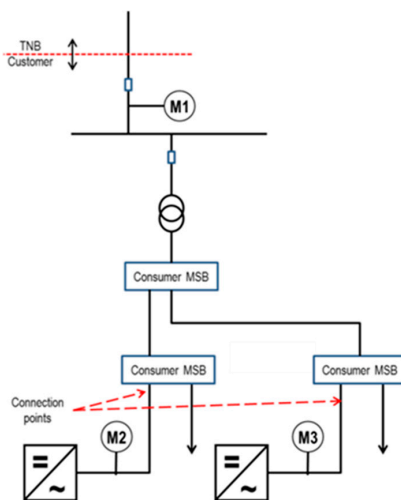 TNB
Customer
M1
Consumer MSB
Consumer MSB
Consumer MSB
Connection
points
M2
M3
=
~
=
~